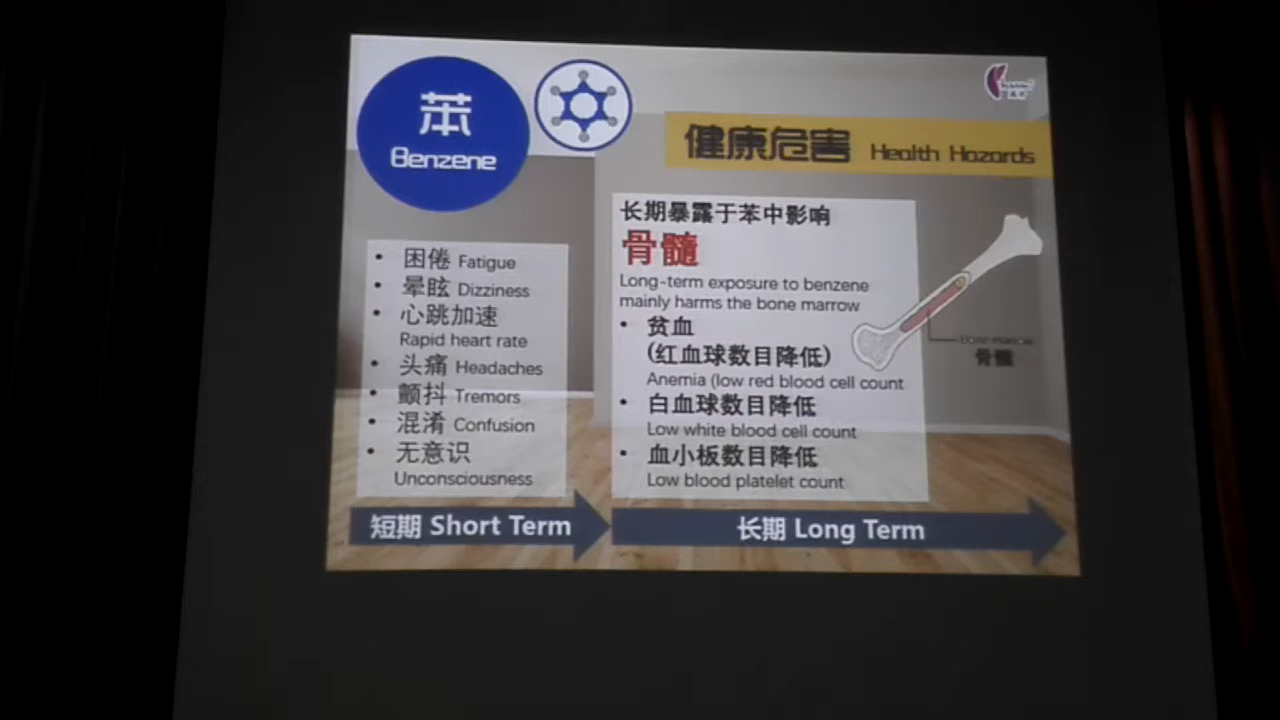 苯
Benzene
健康危害 Health Hazards
• 困倦 Fatigue
• 晕眩 Dizziness
• 心跳加速
Rapid heart rate
• 头痛 Headaches
• 颤抖 Tremors
• 混淆 Confusion
• 无意识
Unconsciousness
短期 Short Term
长期暴露于苯中影响
骨髓
Long-term exposure to benzene
mainly harms the bone marrow
• 贫血
(红血球数目降低)
Anemia (low red blood cell count
• 白血球数目降低
Low white blood cell count
• 血小板数目降低
Low blood platelet count
Bone marrow
骨髓
长期 Long Term